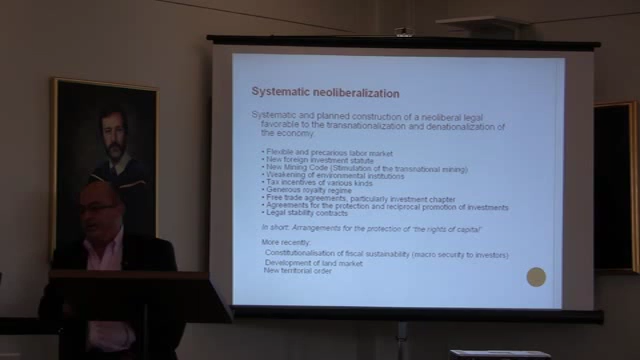 Systematic neoliberalization
Systematic and planned construction of a neoliberal legal
favorable to the transnationalization and denationalization of
the economy:
• Flexible and precarious labor market
• New foreign investment statute
• New Mining Code (Stimulation of the transnational mining)
• Weakening of environmental institutions
• Tax incentives of various kinds
• Generous royalty regime
• Free trade agreements, particularly investment chapter
• Agreements for the protection and reciprocal promotion of investments
• Legal stability contracts
In short: Arrangements for the protection of "the rights of capital"
More recently:
Constitutionalisation of fiscal sustainability (macro security to investors)
Development of land market
New territorial order